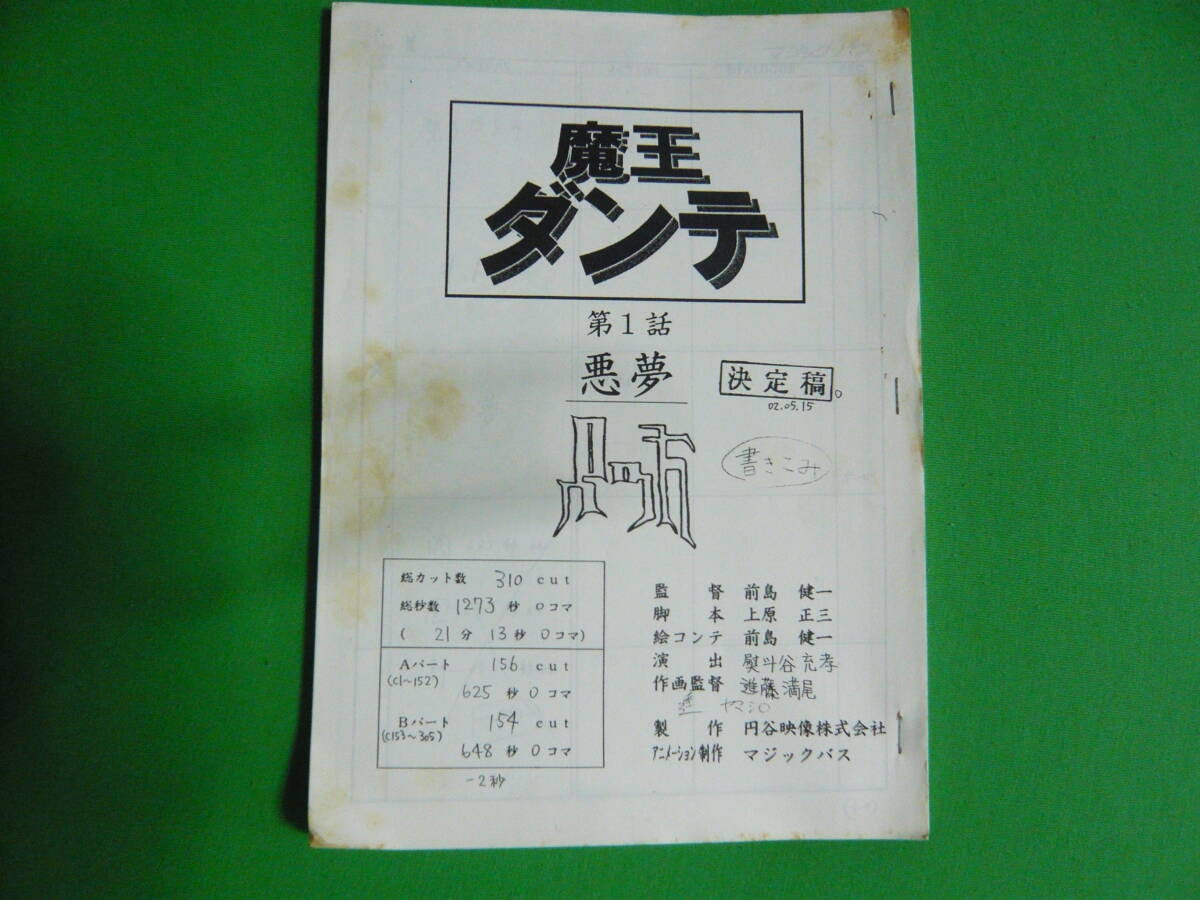 魔王
ダンテ
第1話
悪夢
決定稿。
02.05.15
書きこみ
総カット数 310 cut
総秒数 1273 秒 0コマ
( 21 分 13秒 0コマ)
Aパート 156 cut
(C1~152)
625 秒 0 コマ
Bパート 154 cut
(C153~305)
648 秒 0 コマ
-2秒
監督 前島 健一
脚本 上原 正三
絵コンテ 前島 健一
演出 熨斗谷充孝
作画監督 進藤満尾
製作 円谷映像株式会社
アニメーション制作 マジックバス